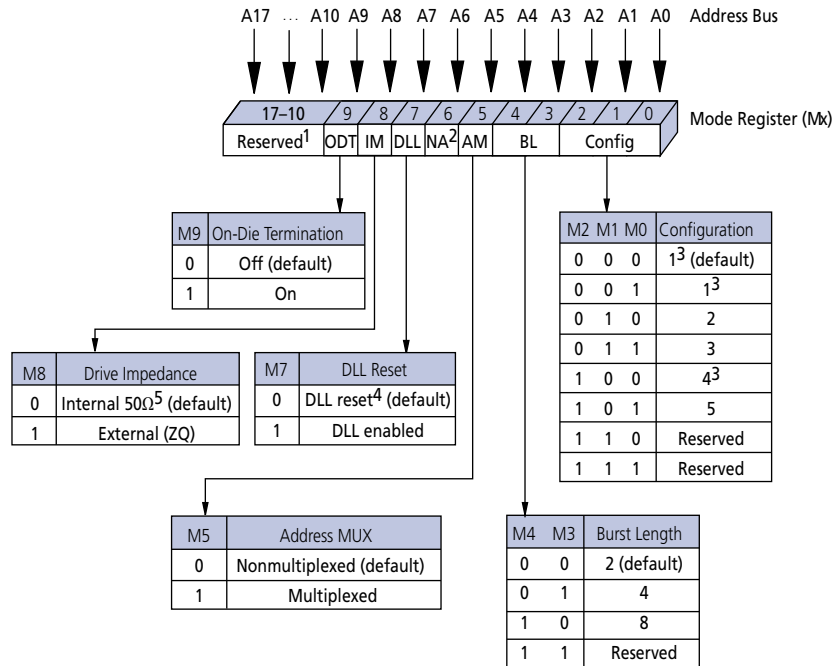 A17 ... A10 A9 A8 A7 A6 A5 A4 A3 A2 A1 A0 Address Bus
17–10 9 8 7 6 5 4 3 2 1 0 Mode Register (Mx)
Reserved1 ODT IM DLL NA2 AM BL Config
M9 On-Die Termination
0 Off (default)
1 On
M2 M1 M0 Configuration
0 0 0 1³ (default)
0 0 1 1³
0 1 0 2
0 1 1 3
1 0 0 4³
1 0 1 5
1 1 0 Reserved
1 1 1 Reserved
M8 Drive Impedance
0 Internal 50Ω⁵ (default)
1 External (ZQ)
M7 DLL Reset
0 DLL reset⁴ (default)
1 DLL enabled
M5 Address MUX
0 Nonmultiplexed (default)
1 Multiplexed
M4 M3 Burst Length
0 0 2 (default)
0 1 4
1 0 8
1 1 Reserved